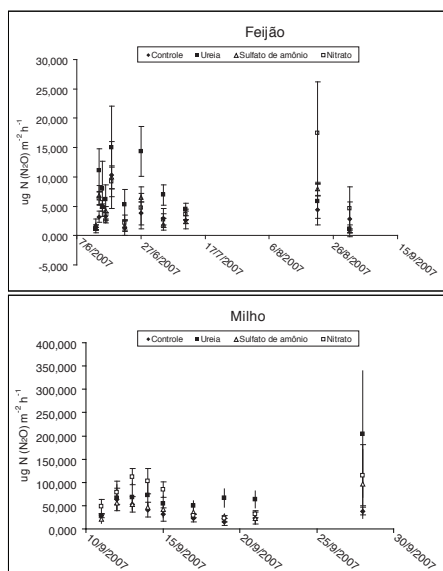 Feijão
Controle Ureia Sulfato de amônio Nitrato
ug N (N2O) m-2 h-1
30,000
25,000
20,000
15,000
10,000
5,000
0,000
-5,000
7/6/2007 27/6/2007 17/7/2007 6/8/2007 26/8/2007 15/9/2007
Milho
Controle Ureia Sulfato de amônio Nitrato
ug N (N2O) m-2 h-1
400,000
350,000
300,000
250,000
200,000
150,000
100,000
50,000
0,000
10/9/2007 15/9/2007 20/9/2007 25/9/2007 30/9/2007